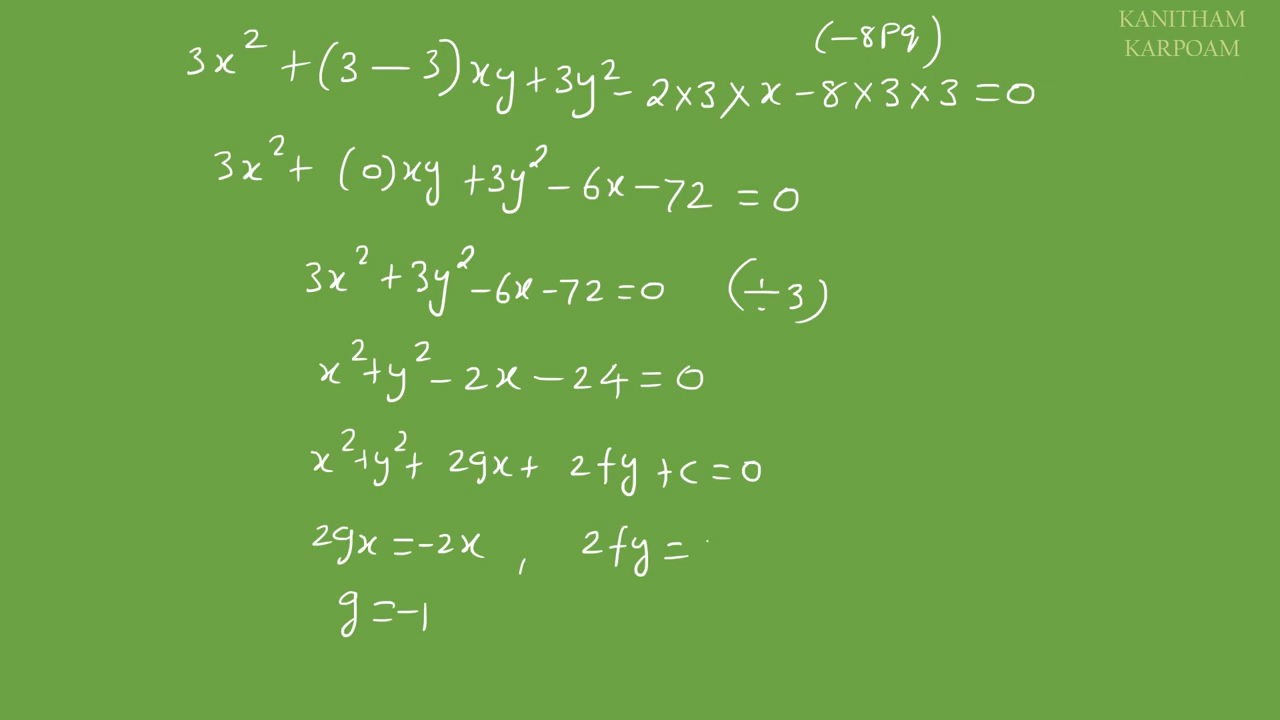 KANITHAM
KARPOAM
(-8pq)
3x² + (3 - 3)xy + 3y² - 2×3×x - 8×3×3 = 0
3x² + (0)xy + 3y² - 6x - 72 = 0
3x² + 3y² - 6x - 72 = 0 (÷3)
x² + y² - 2x - 24 = 0
x² + y² + 2gx + 2fy + c = 0
2gx = -2x , 2fy =
g = -1